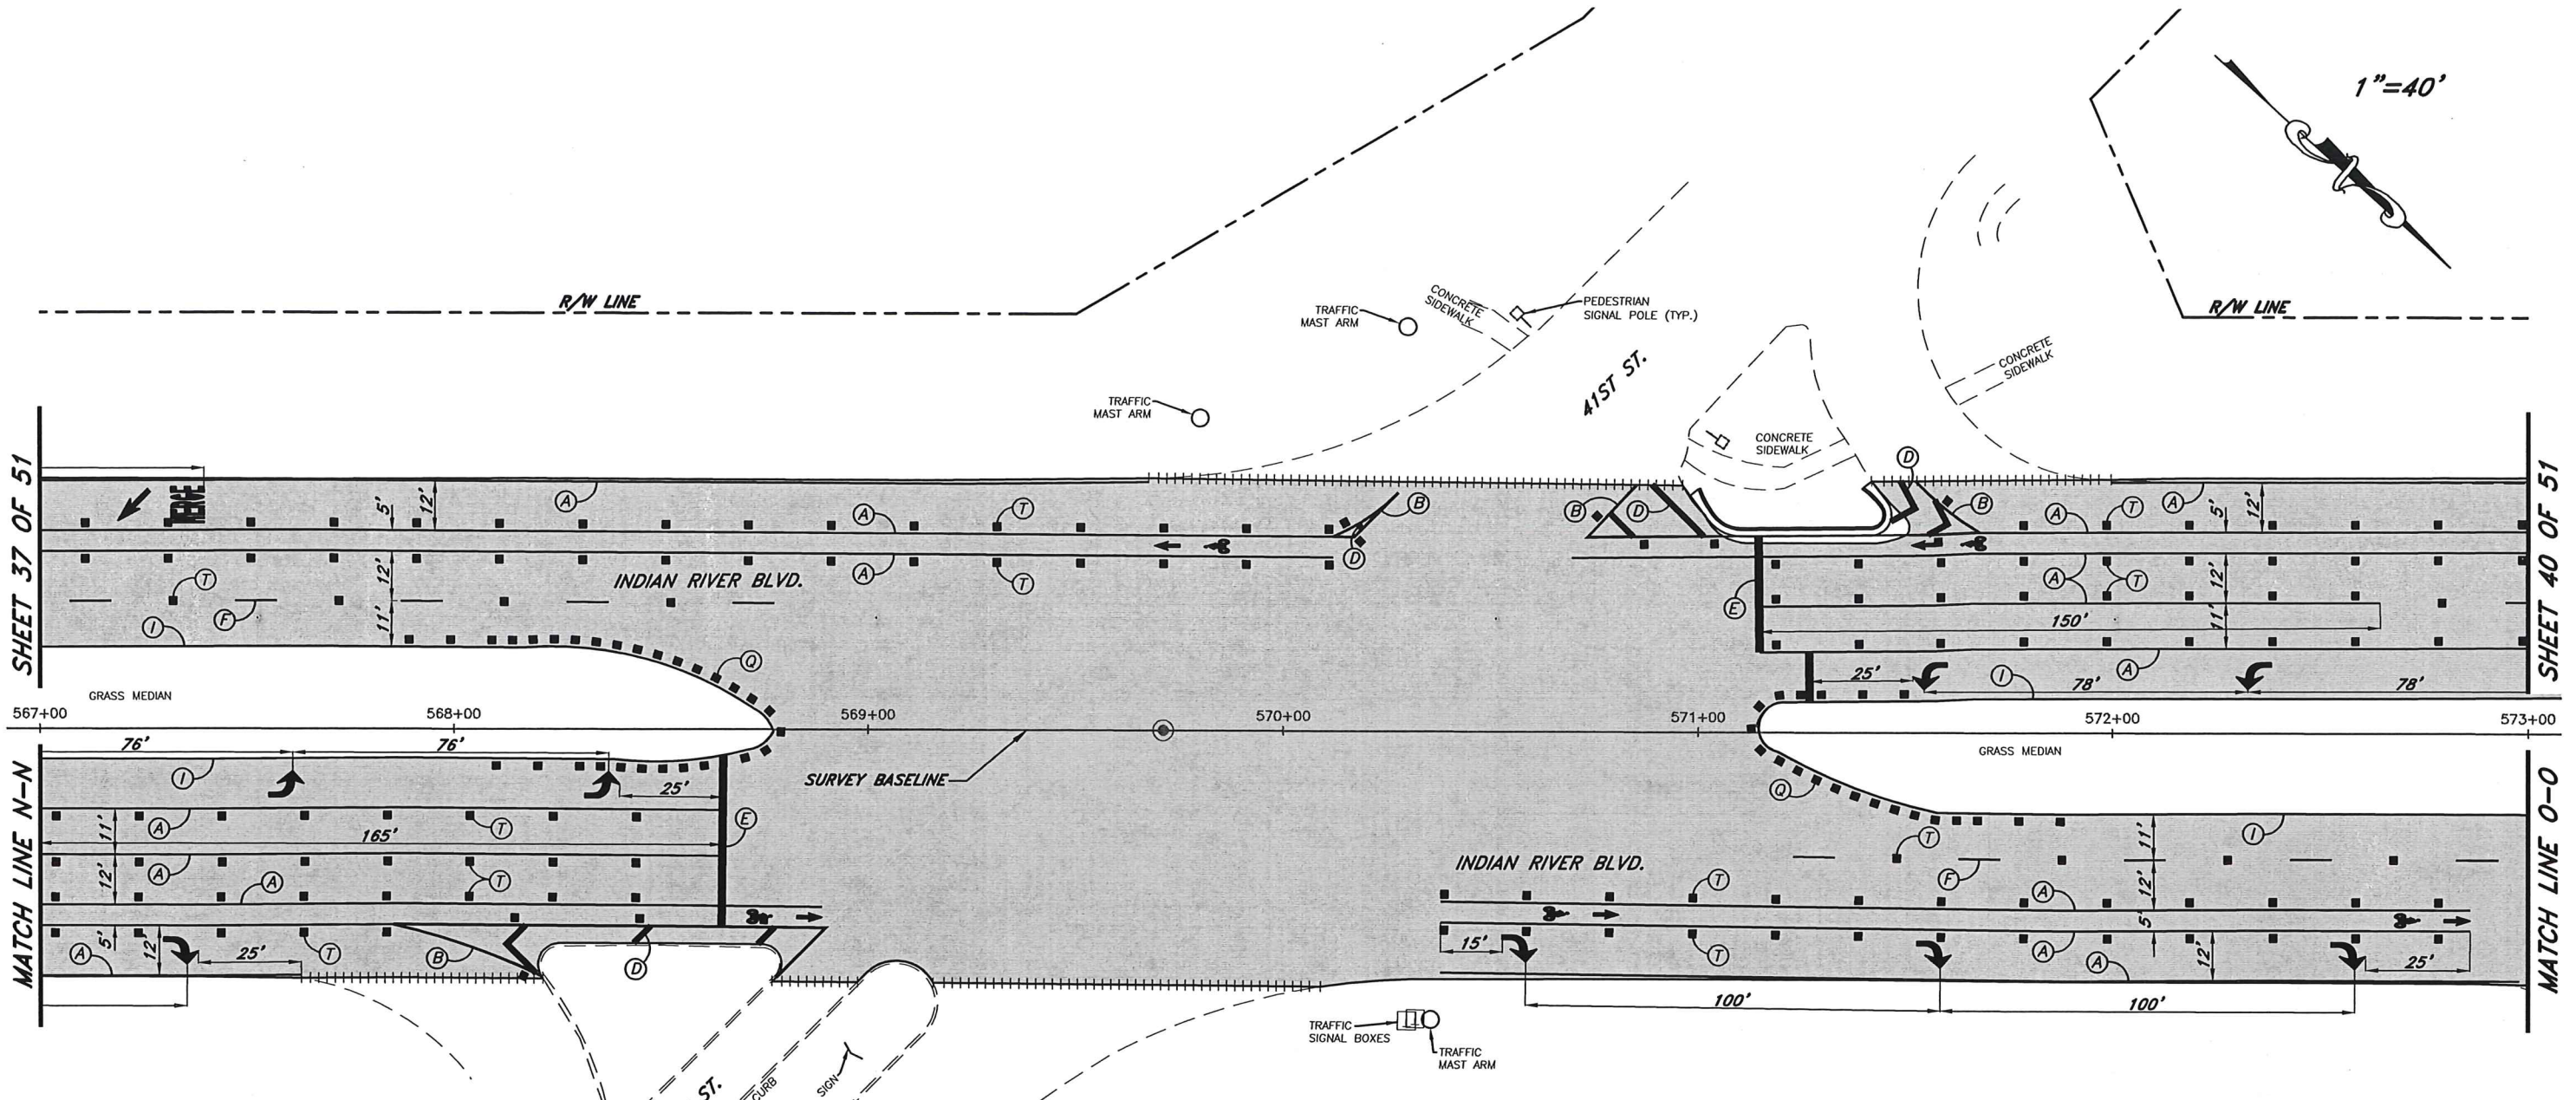 1"=40'
R/W LINE
R/W LINE
TRAFFIC
MAST ARM
CONCRETE
SIDEWALK
PEDESTRIAN
SIGNAL POLE (TYP.)
CONCRETE
SIDEWALK
TRAFFIC
MAST ARM
41ST ST.
CONCRETE
SIDEWALK
SHEET 37 OF 51
MERGE
5'
12'
A
A
T
B
D
B
D
D
B
A
T
A
5'
12'
SHEET 40 OF 51
T
12'
INDIAN RIVER BLVD.
A
T
E
A
T
12'
I
F
11'
150'
11'
Q
25'
I
A
78'
78'
GRASS MEDIAN
567+00
568+00
569+00
570+00
571+00
572+00
573+00
76'
76'
GRASS MEDIAN
I
25'
SURVEY BASELINE
Q
MATCH LINE N-N
11'
A
T
E
165'
T
I
11'
MATCH LINE O-O
12'
A
A
T
INDIAN RIVER BLVD.
T
F
A
12'
5'
12'
A
25'
T
B
D
15'
T
A
A
5'
12'
25'
100'
100'
TRAFFIC
SIGNAL BOXES
TRAFFIC
MAST ARM
ST.
CURB
SIGN